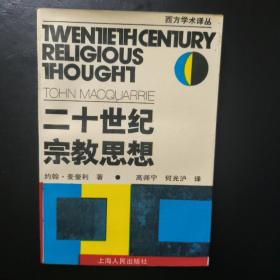 西方学术译丛
TWENTIETH CENTURY
RELIGIOUS
THOUGHT
TOHN MACQUARRIE
二十世纪
宗教思想
约翰·麦奎利 著 ● 高师宁 何光沪 译
上海人民出版社